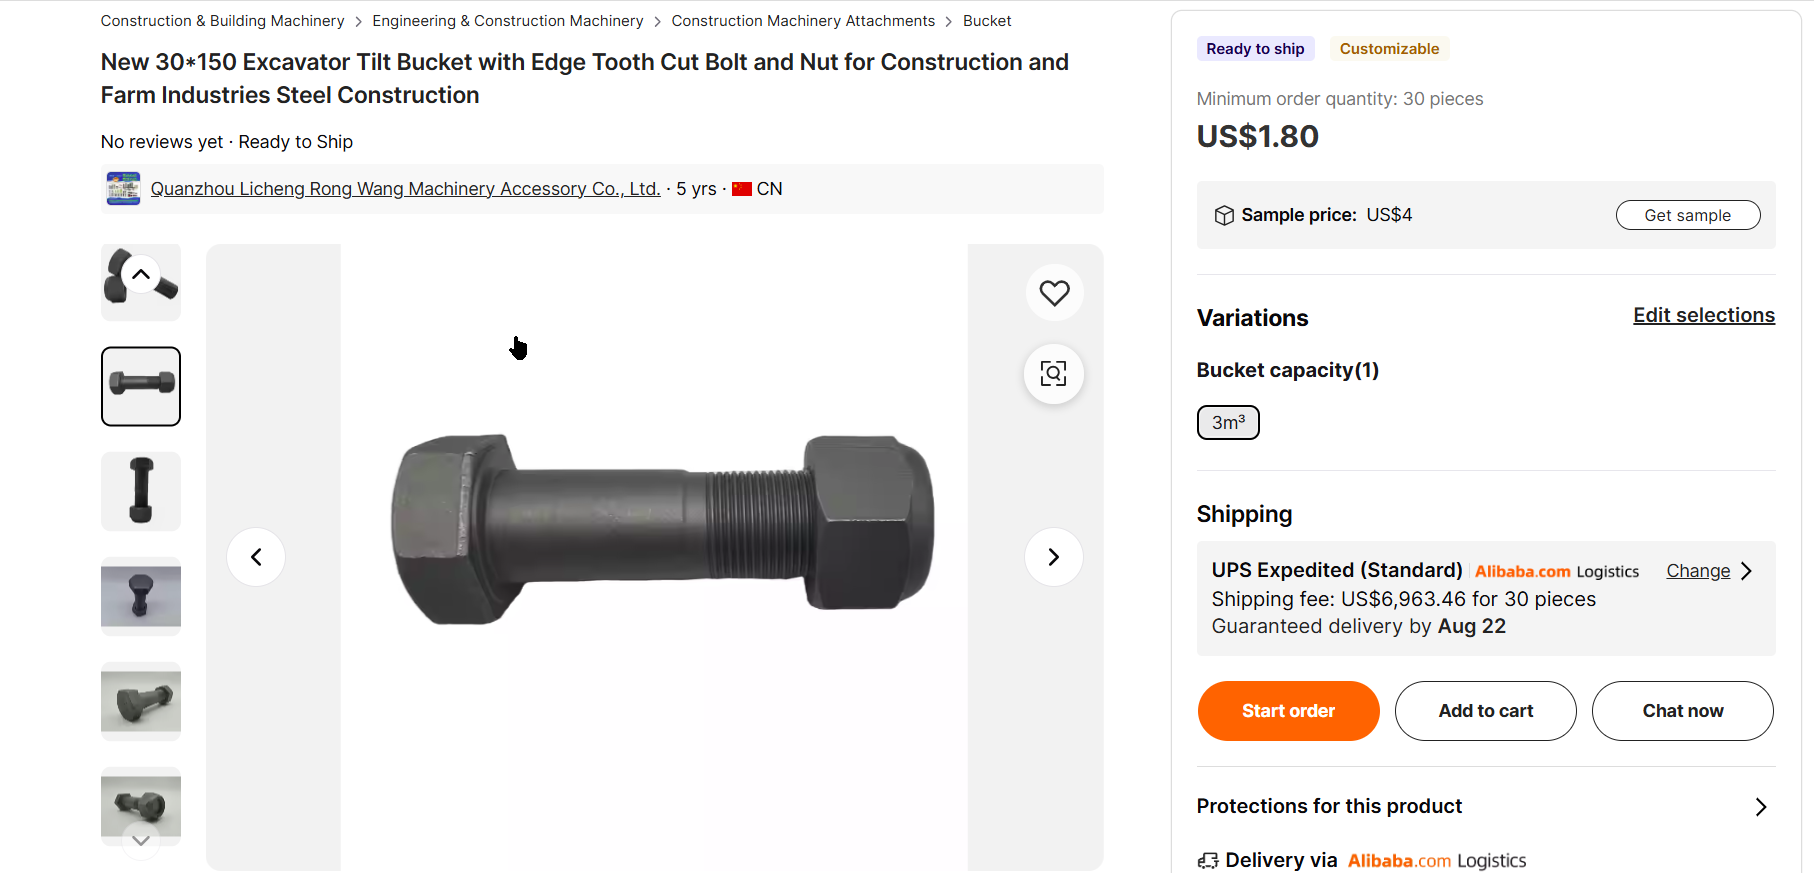 Construction & Building Machinery > Engineering & Construction Machinery > Construction Machinery Attachments > Bucket
New 30*150 Excavator Tilt Bucket with Edge Tooth Cut Bolt and Nut for Construction and
Farm Industries Steel Construction
No reviews yet · Ready to Ship
Quanzhou Licheng Rong Wang Machinery Accessory Co., Ltd. · 5 yrs · CN
Ready to ship Customizable
Minimum order quantity: 30 pieces
US$1.80
Sample price: US$4 Get sample
Variations Edit selections
Bucket capacity(1)
3m³
Shipping
UPS Expedited (Standard) Alibaba.com Logistics Change
Shipping fee: US$6,963.46 for 30 pieces
Guaranteed delivery by Aug 22
Start order Add to cart Chat now
Protections for this product
Delivery via Alibaba.com Logistics